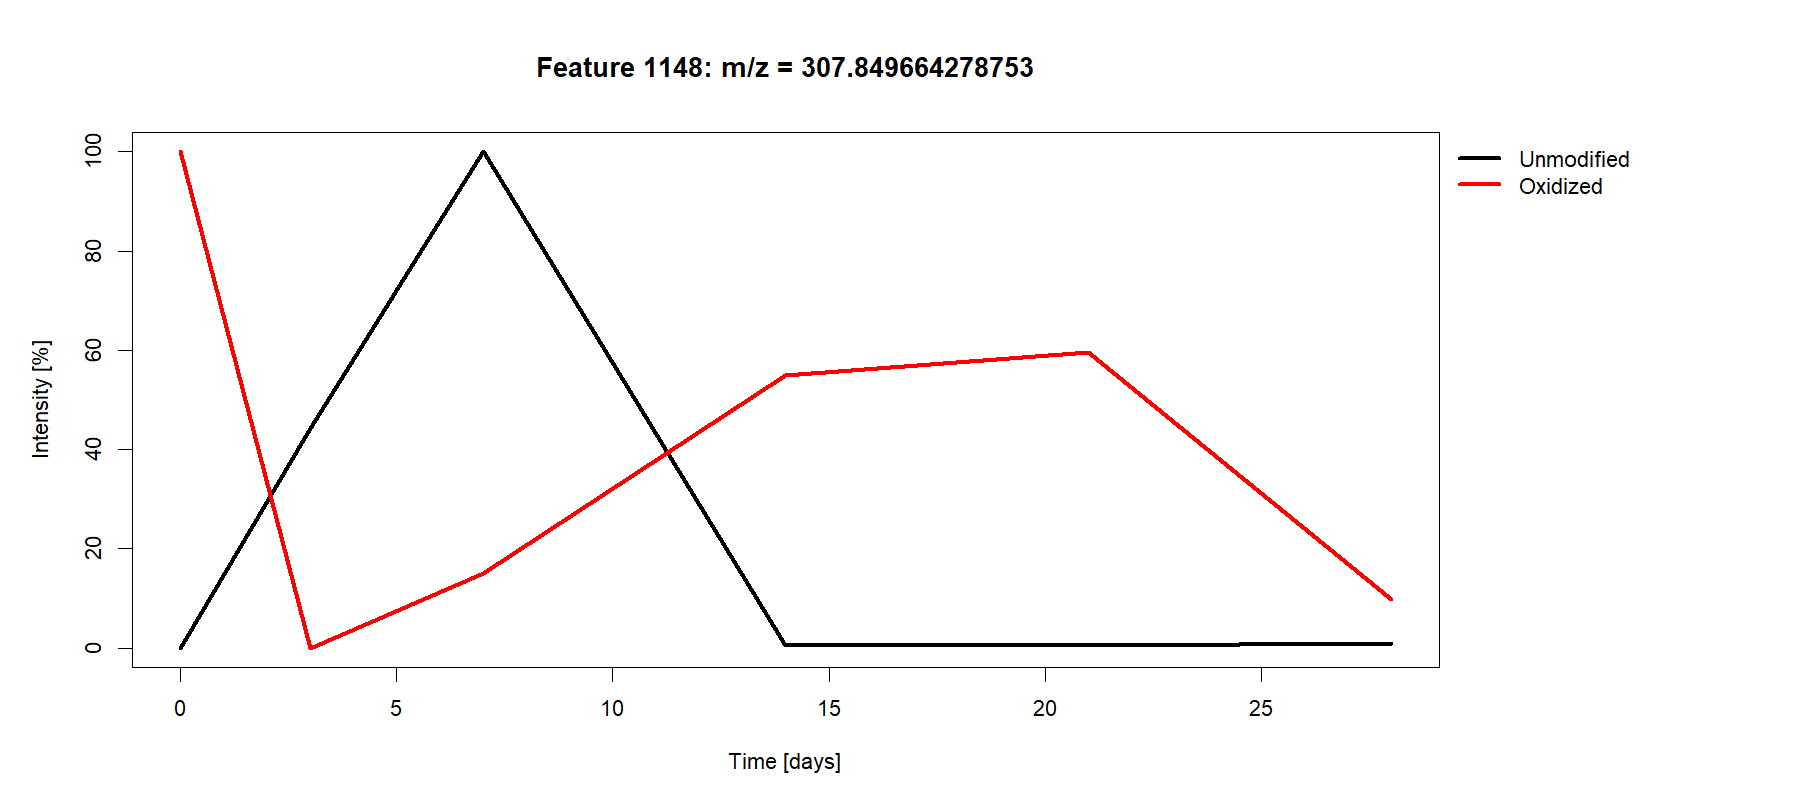 Feature 1148: m/z = 307.849664278753
Unmodified
Oxidized
Intensity [%]
100
80
60
40
20
0
0 5 10 15 20 25
Time [days]